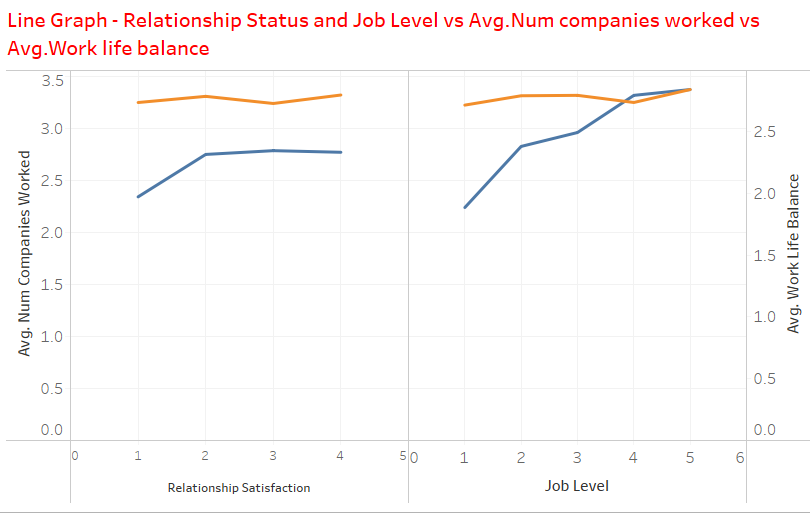 Line Graph - Relationship Status and Job Level vs Avg.Num companies worked vs
Avg.Work life balance
Avg. Num Companies Worked
3.5
3.0
2.5
2.0
1.5
1.0
0.5
0.0
0 1 2 3 4 5
Relationship Satisfaction
0 1 2 3 4 5 6
Job Level
2.5
2.0
1.5
1.0
0.5
0.0
Avg. Work Life Balance